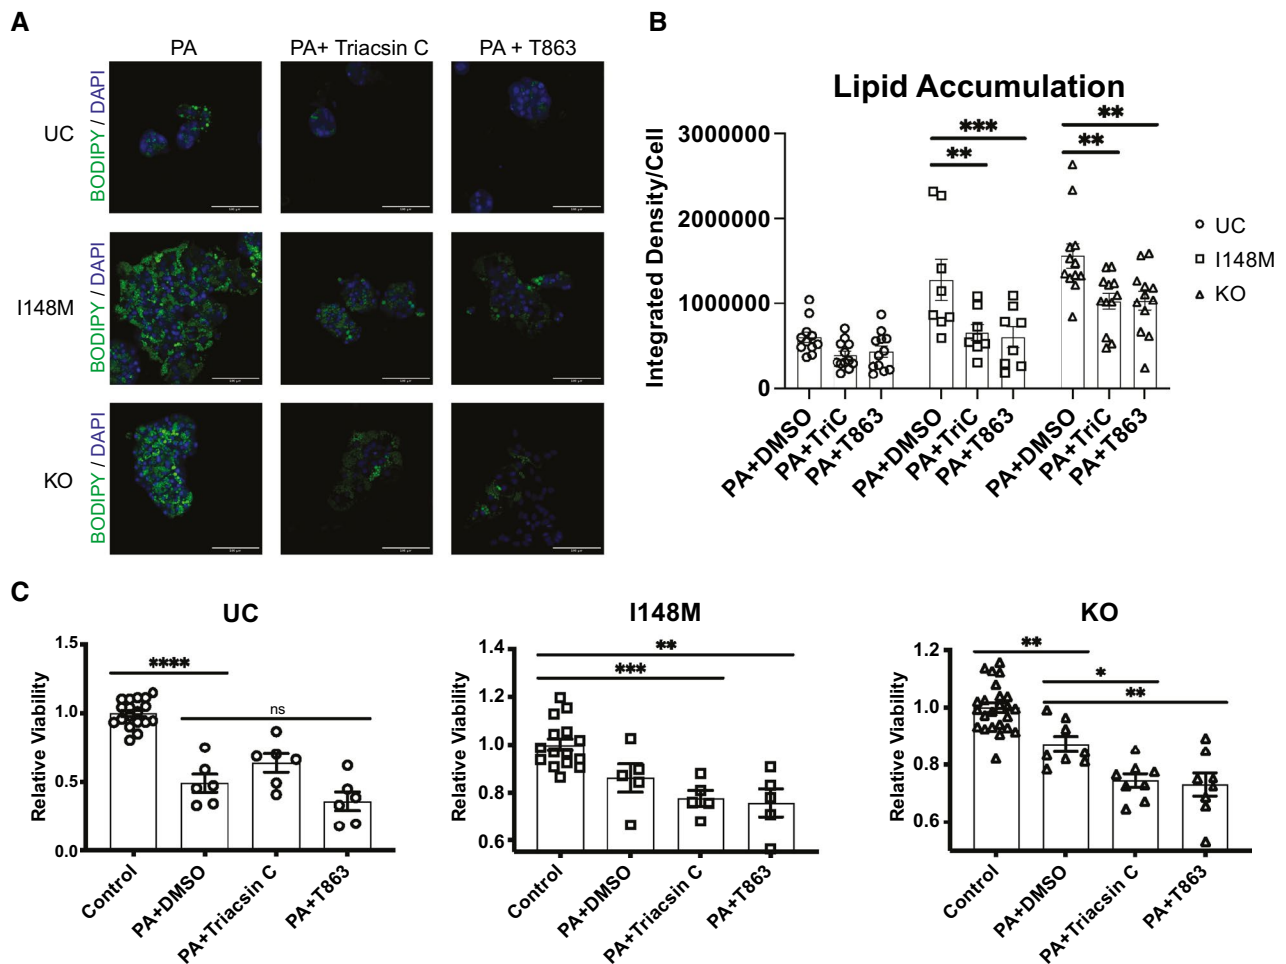 A
PA
PA+ Triacsin C
PA + T863
UC
BODIPY / DAPI
I148M
BODIPY / DAPI
KO
BODIPY / DAPI
B
Lipid Accumulation
** *** ** **
Integrated Density/Cell
3000000
2000000
1000000
0
PA+DMSO
PA+TriC
PA+T863
PA+DMSO
PA+TriC
PA+T863
PA+DMSO
PA+TriC
PA+T863
UC
I148M
KO
C
UC
Relative Viability
1.5
1.0
0.5
0.0
****
ns
Control
PA+DMSO
PA+Triacsin C
PA+T863
I148M
Relative Viability
1.4
1.2
1.0
0.8
0.6
**
***
Control
PA+DMSO
PA+Triacsin C
PA+T863
KO
Relative Viability
1.2
1.0
0.8
0.6
**
*
**
Control
PA+DMSO
PA+Triacsin C
PA+T863